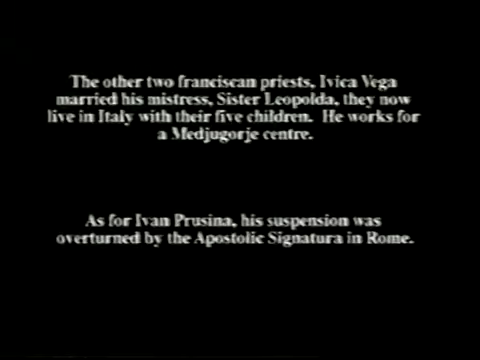 The other two franciscan priests, Ivica Vega
married his mistress, Sister Leopolda, they now
live in Italy with their five children. He works for
a Medjugorje centre.
As for Ivan Prusina, his suspension was
overturned by the Apostolic Signatura in Rome.